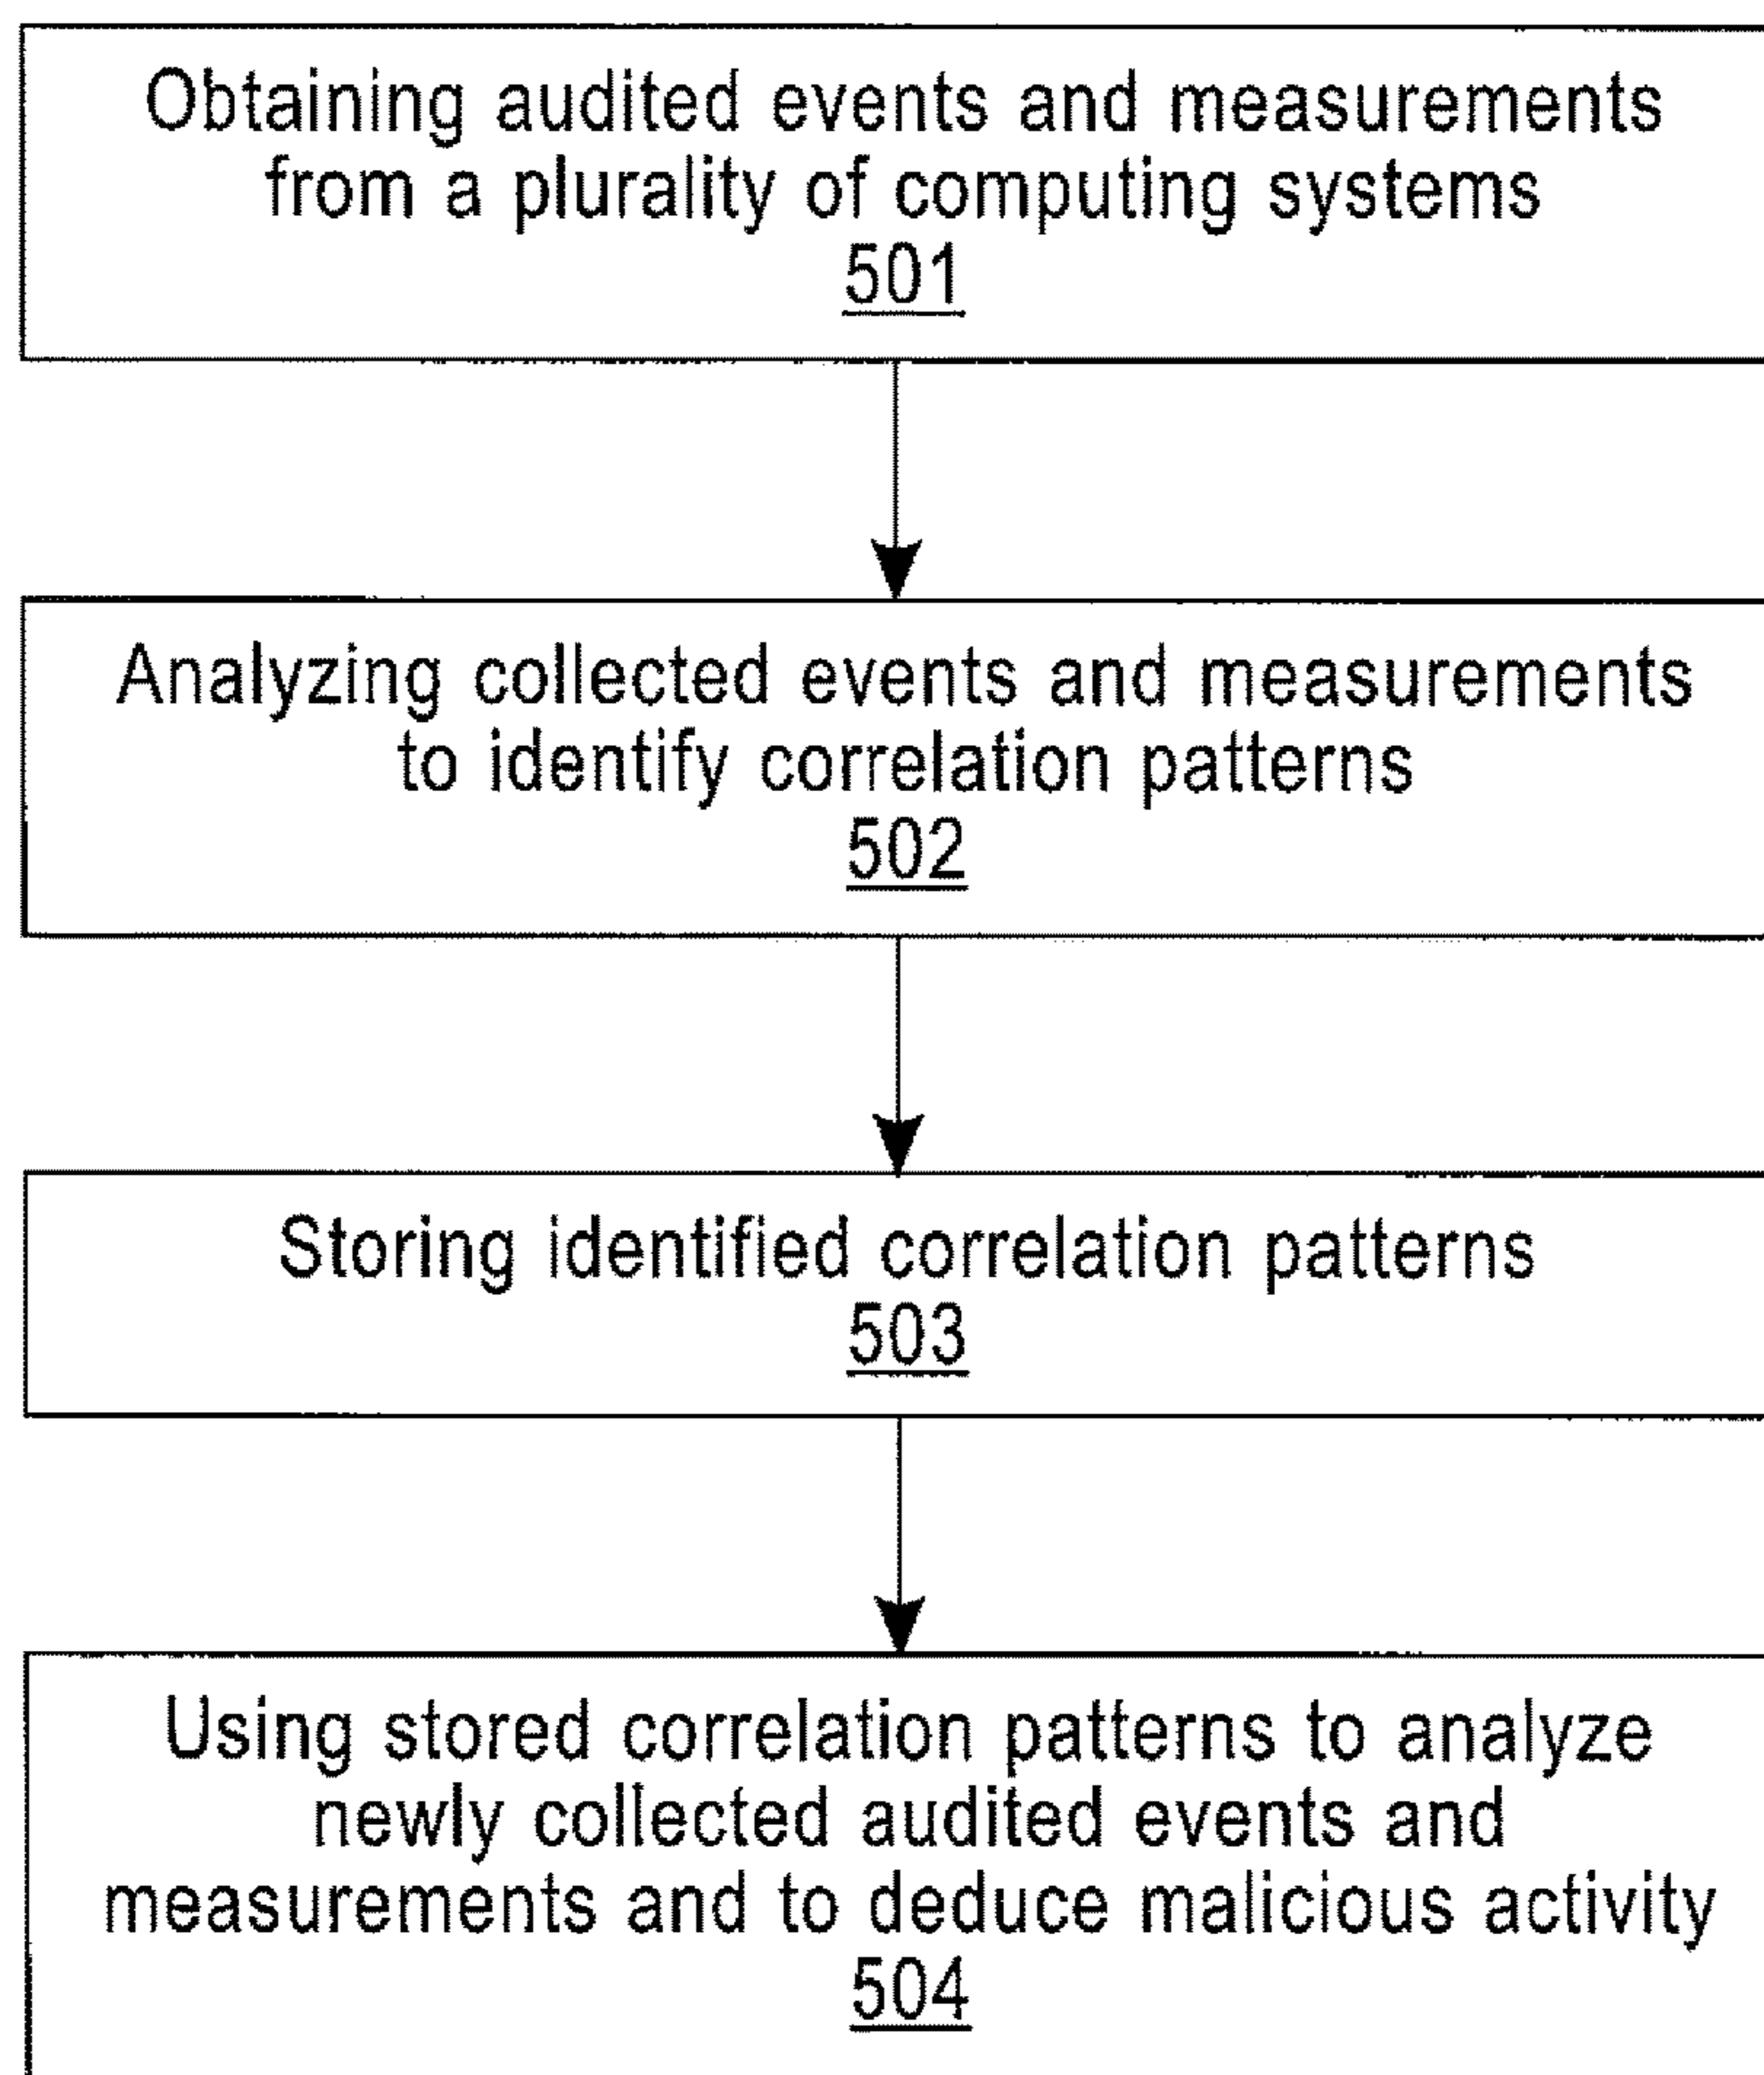 Obtaining audited events and measurements
from a plurality of computing systems
501
Analyzing collected events and measurements
to identify correlation patterns
502
Storing identified correlation patterns
503
Using stored correlation patterns to analyze
newly collected audited events and
measurements and to deduce malicious activity
504